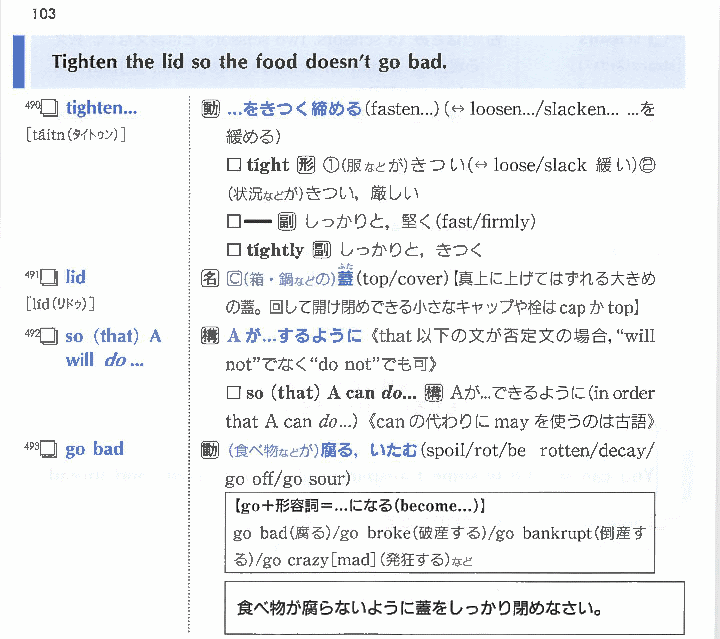 103
Tighten the lid so the food doesn't go bad.
490 tighten... 動 …をきつく締める(fasten...)(↔ loosen.../slacken... …を
[táitn(タイトゥン)] 緩める)
□ tíght 形 ①(服などが)きつい(↔ loose/slack 緩い)②
(状況などが)きつい，厳しい
□ ━ 副 しっかりと，堅く(fast/firmly)
□ tíghtly 副 しっかりと，きつく
491 lid 名 C(箱・鍋などの)蓋(ふた)(top/cover)【真上に上げてはずれる大きめ
[líd(リドゥ)] の蓋。回して開け閉めできる小さなキャップや栓は cap か top】
492 so (that) A 構 A が…するように《that 以下の文が否定文の場合, “will
will do ... not”でなく“do not”でも可》
□ so (that) A can do... 構 Aが…できるように(in order
that A can do...)《canの代わりに may を使うのは古語》
493 go bad 動 (食べ物などが)腐る，いたむ(spoil/rot/be rotten/decay/
go off/go sour)
【go＋形容詞＝…になる(become...)】
go bad(腐る)/go broke(破産する)/go bankrupt(倒産す
る)/go crazy[mad](発狂する)など
食べ物が腐らないように蓋をしっかり閉めなさい。